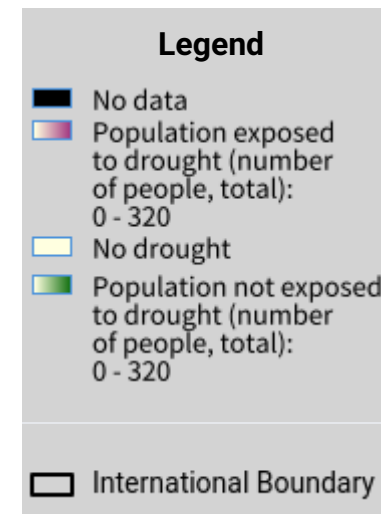 Legend
No data
Population exposed
to drought (number
of people, total):
0 - 320
No drought
Population not exposed
to drought (number
of people, total):
0 - 320
International Boundary